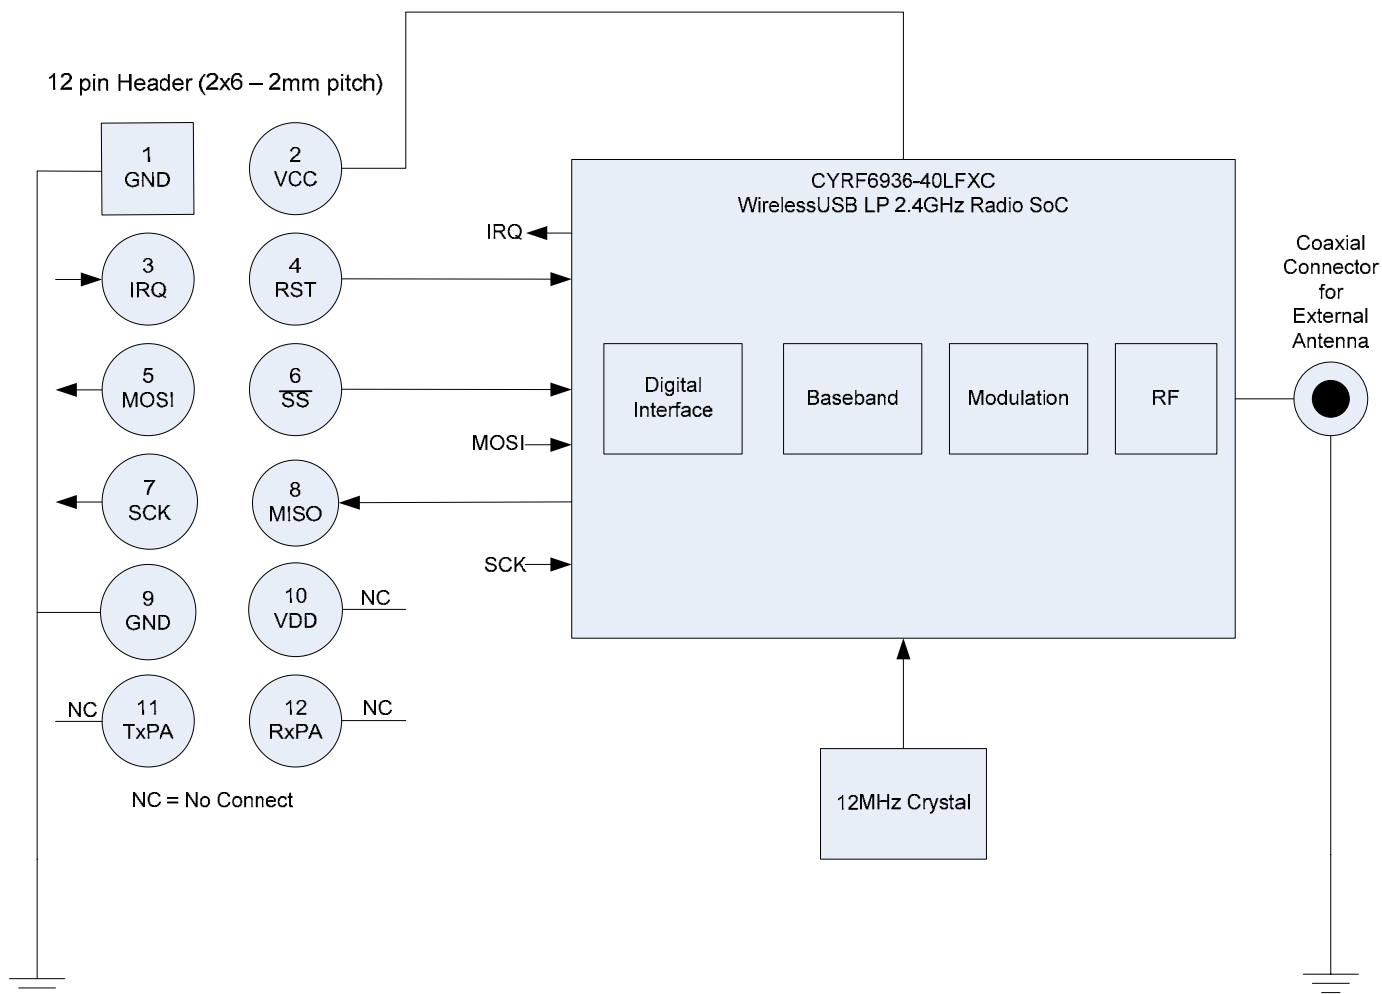 12 pin Header (2x6 – 2mm pitch)
1
GND
2
VCC
3
IRQ
4
RST
5
MOSI
6
SS
7
SCK
8
MISO
9
GND
10
VDD
NC
11
TxPA
NC
12
RxPA
NC
NC = No Connect
CYRF6936-40LFXC
WirelessUSB LP 2.4GHz Radio SoC
IRQ
MOSI
SCK
Digital
Interface
Baseband
Modulation
RF
12MHz Crystal
Coaxial
Connector
for
External
Antenna